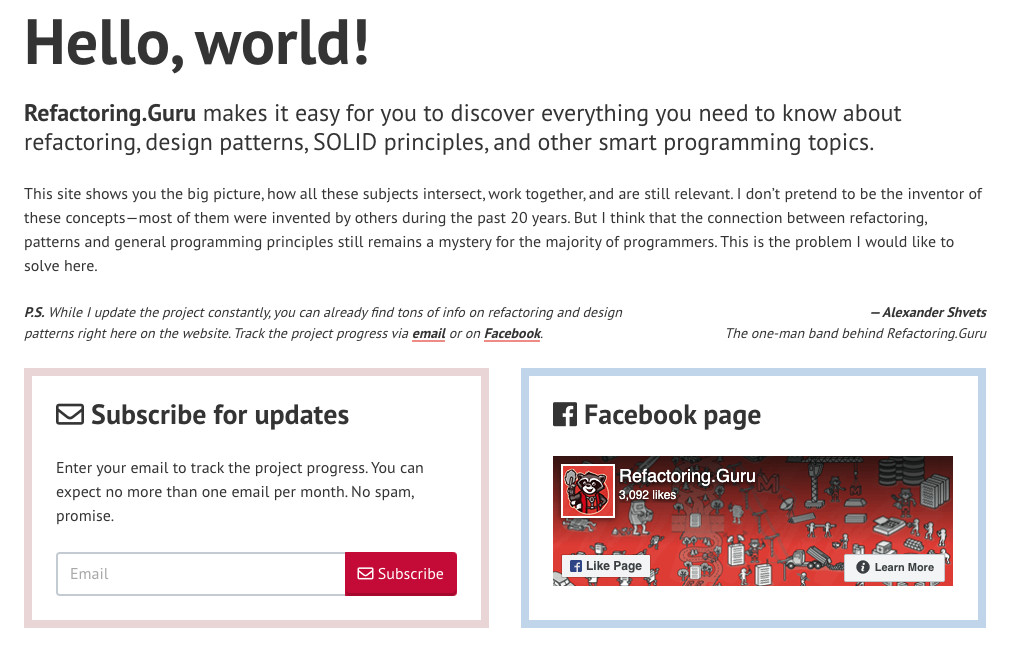 Hello, world!
Refactoring.Guru makes it easy for you to discover everything you need to know about
refactoring, design patterns, SOLID principles, and other smart programming topics.
This site shows you the big picture, how all these subjects intersect, work together, and are still relevant. I don’t pretend to be the inventor of
these concepts—most of them were invented by others during the past 20 years. But I think that the connection between refactoring,
patterns and general programming principles still remains a mystery for the majority of programmers. This is the problem I would like to
solve here.
P.S. While I update the project constantly, you can already find tons of info on refactoring and design
patterns right here on the website. Track the project progress via email or on Facebook.
— Alexander Shvets
The one-man band behind Refactoring.Guru
Subscribe for updates
Enter your email to track the project progress. You can
expect no more than one email per month. No spam,
promise.
Email
Subscribe
Facebook page
Refactoring.Guru
3,092 likes
Like Page
Learn More